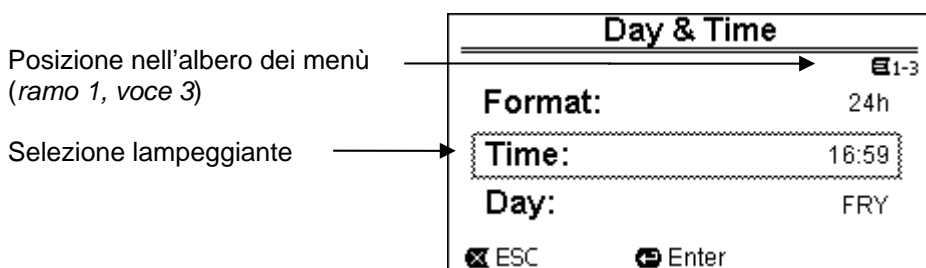 Day & Time
Posizione nell'albero dei menù
(ramo 1, voce 3)
1-3
Format: 24h
Selezione lampeggiante
Time: 16:59
Day: FRY
ESC Enter